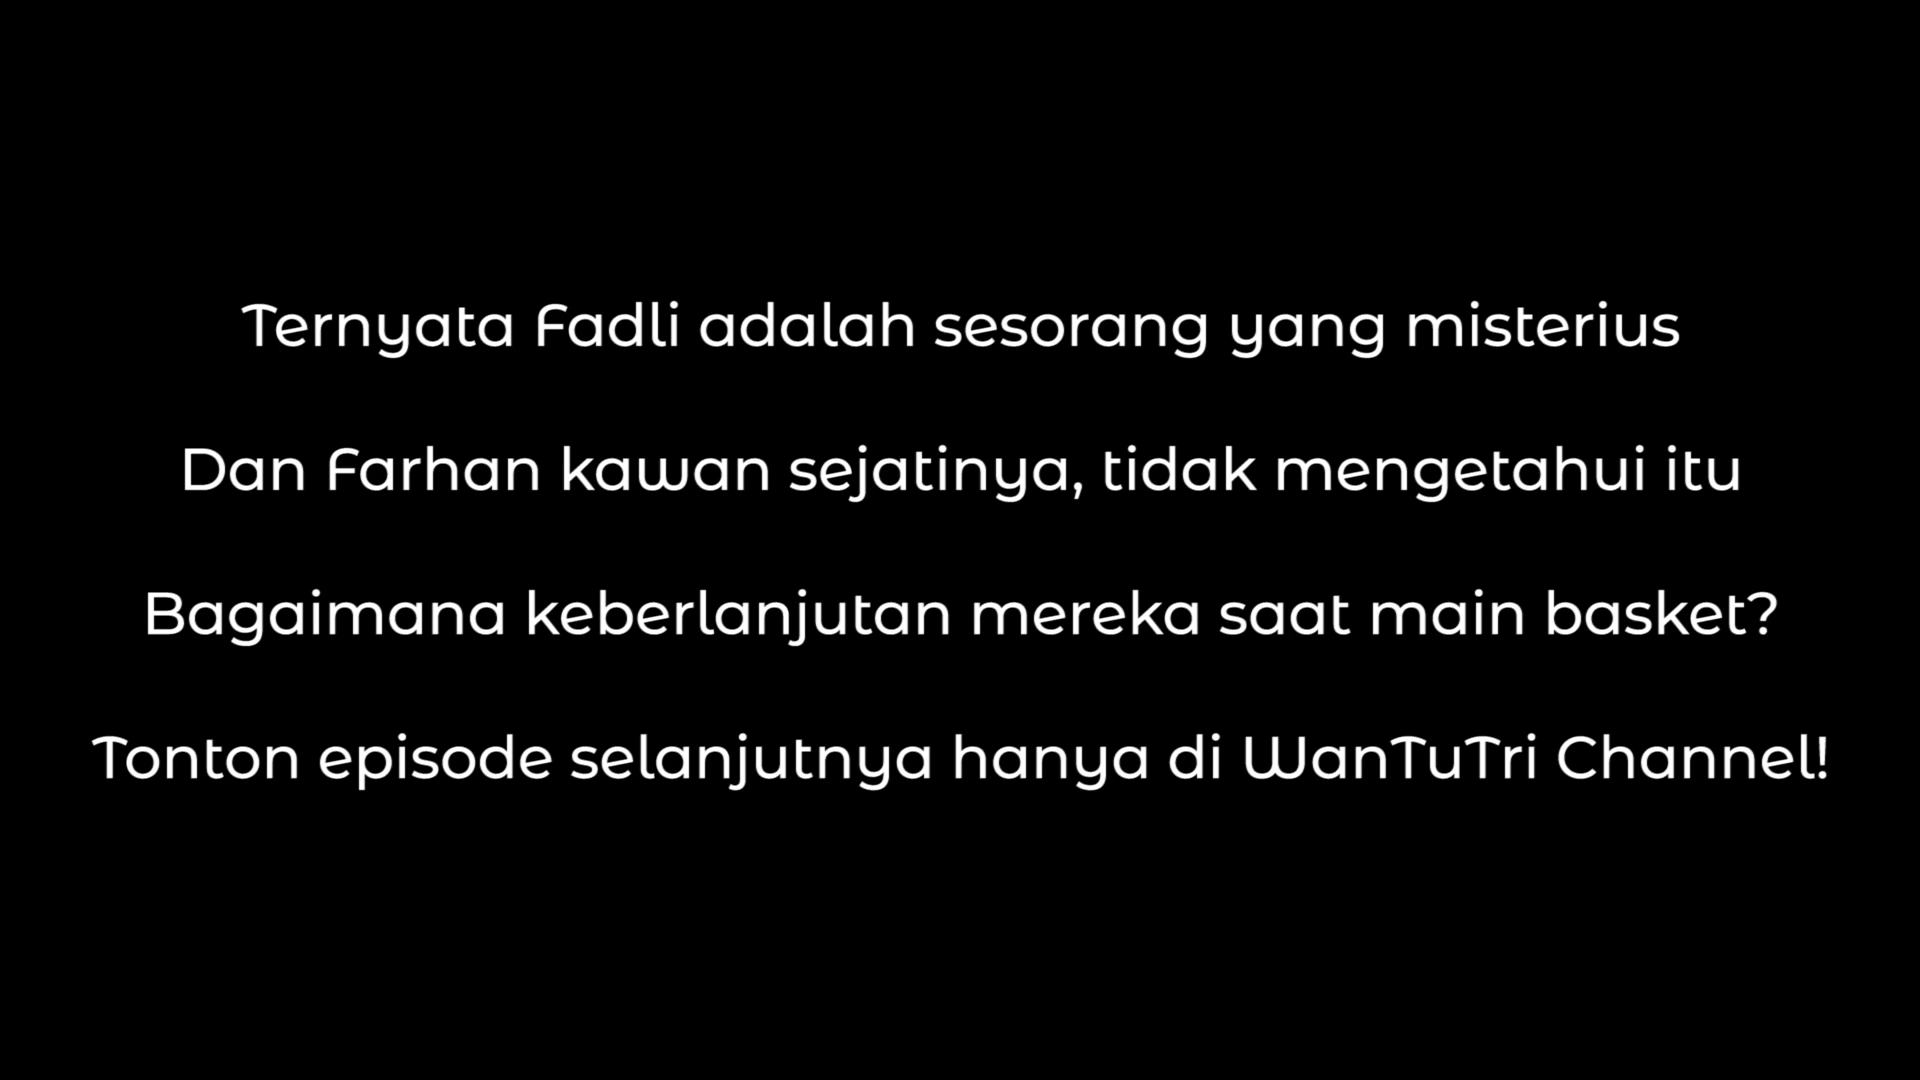 Ternyata Fadli adalah sesorang yang misterius
Dan Farhan kawan sejatinya, tidak mengetahui itu
Bagaimana keberlanjutan mereka saat main basket?
Tonton episode selanjutnya hanya di WanTuTri Channel!